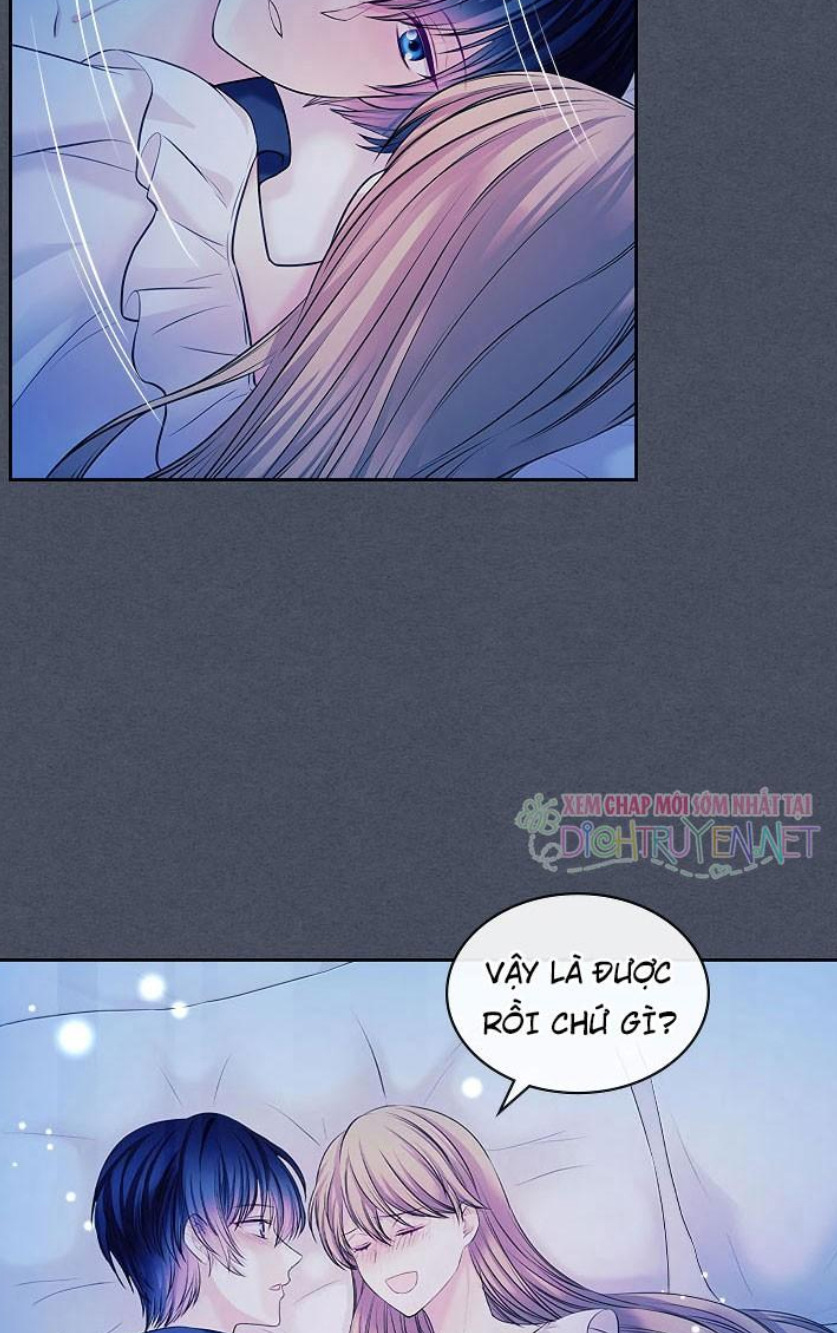 XEM CHAP MỚI SỚM NHẤT TẠI
DICHTRUYEN.NET
VẬY LÀ ĐƯỢC
RỒI CHỨ GÌ?